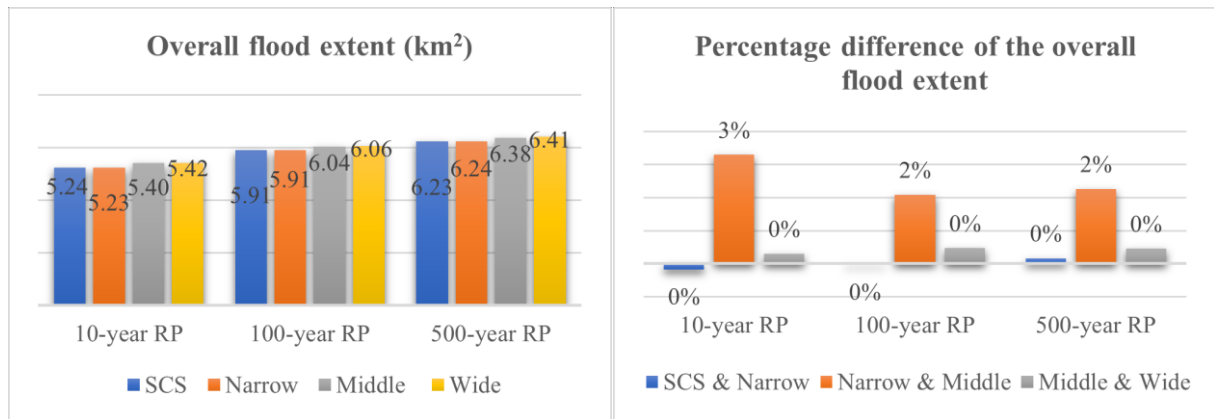 Overall flood extent (km²)
5.24 5.23 5.40 5.42 5.91 5.91 6.04 6.06 6.23 6.24 6.38 6.41
10-year RP 100-year RP 500-year RP
SCS Narrow Middle Wide
Percentage difference of the overall
flood extent
3%
2% 2%
0% 0% 0% 0%
0% 0%
10-year RP 100-year RP 500-year RP
SCS & Narrow Narrow & Middle Middle & Wide